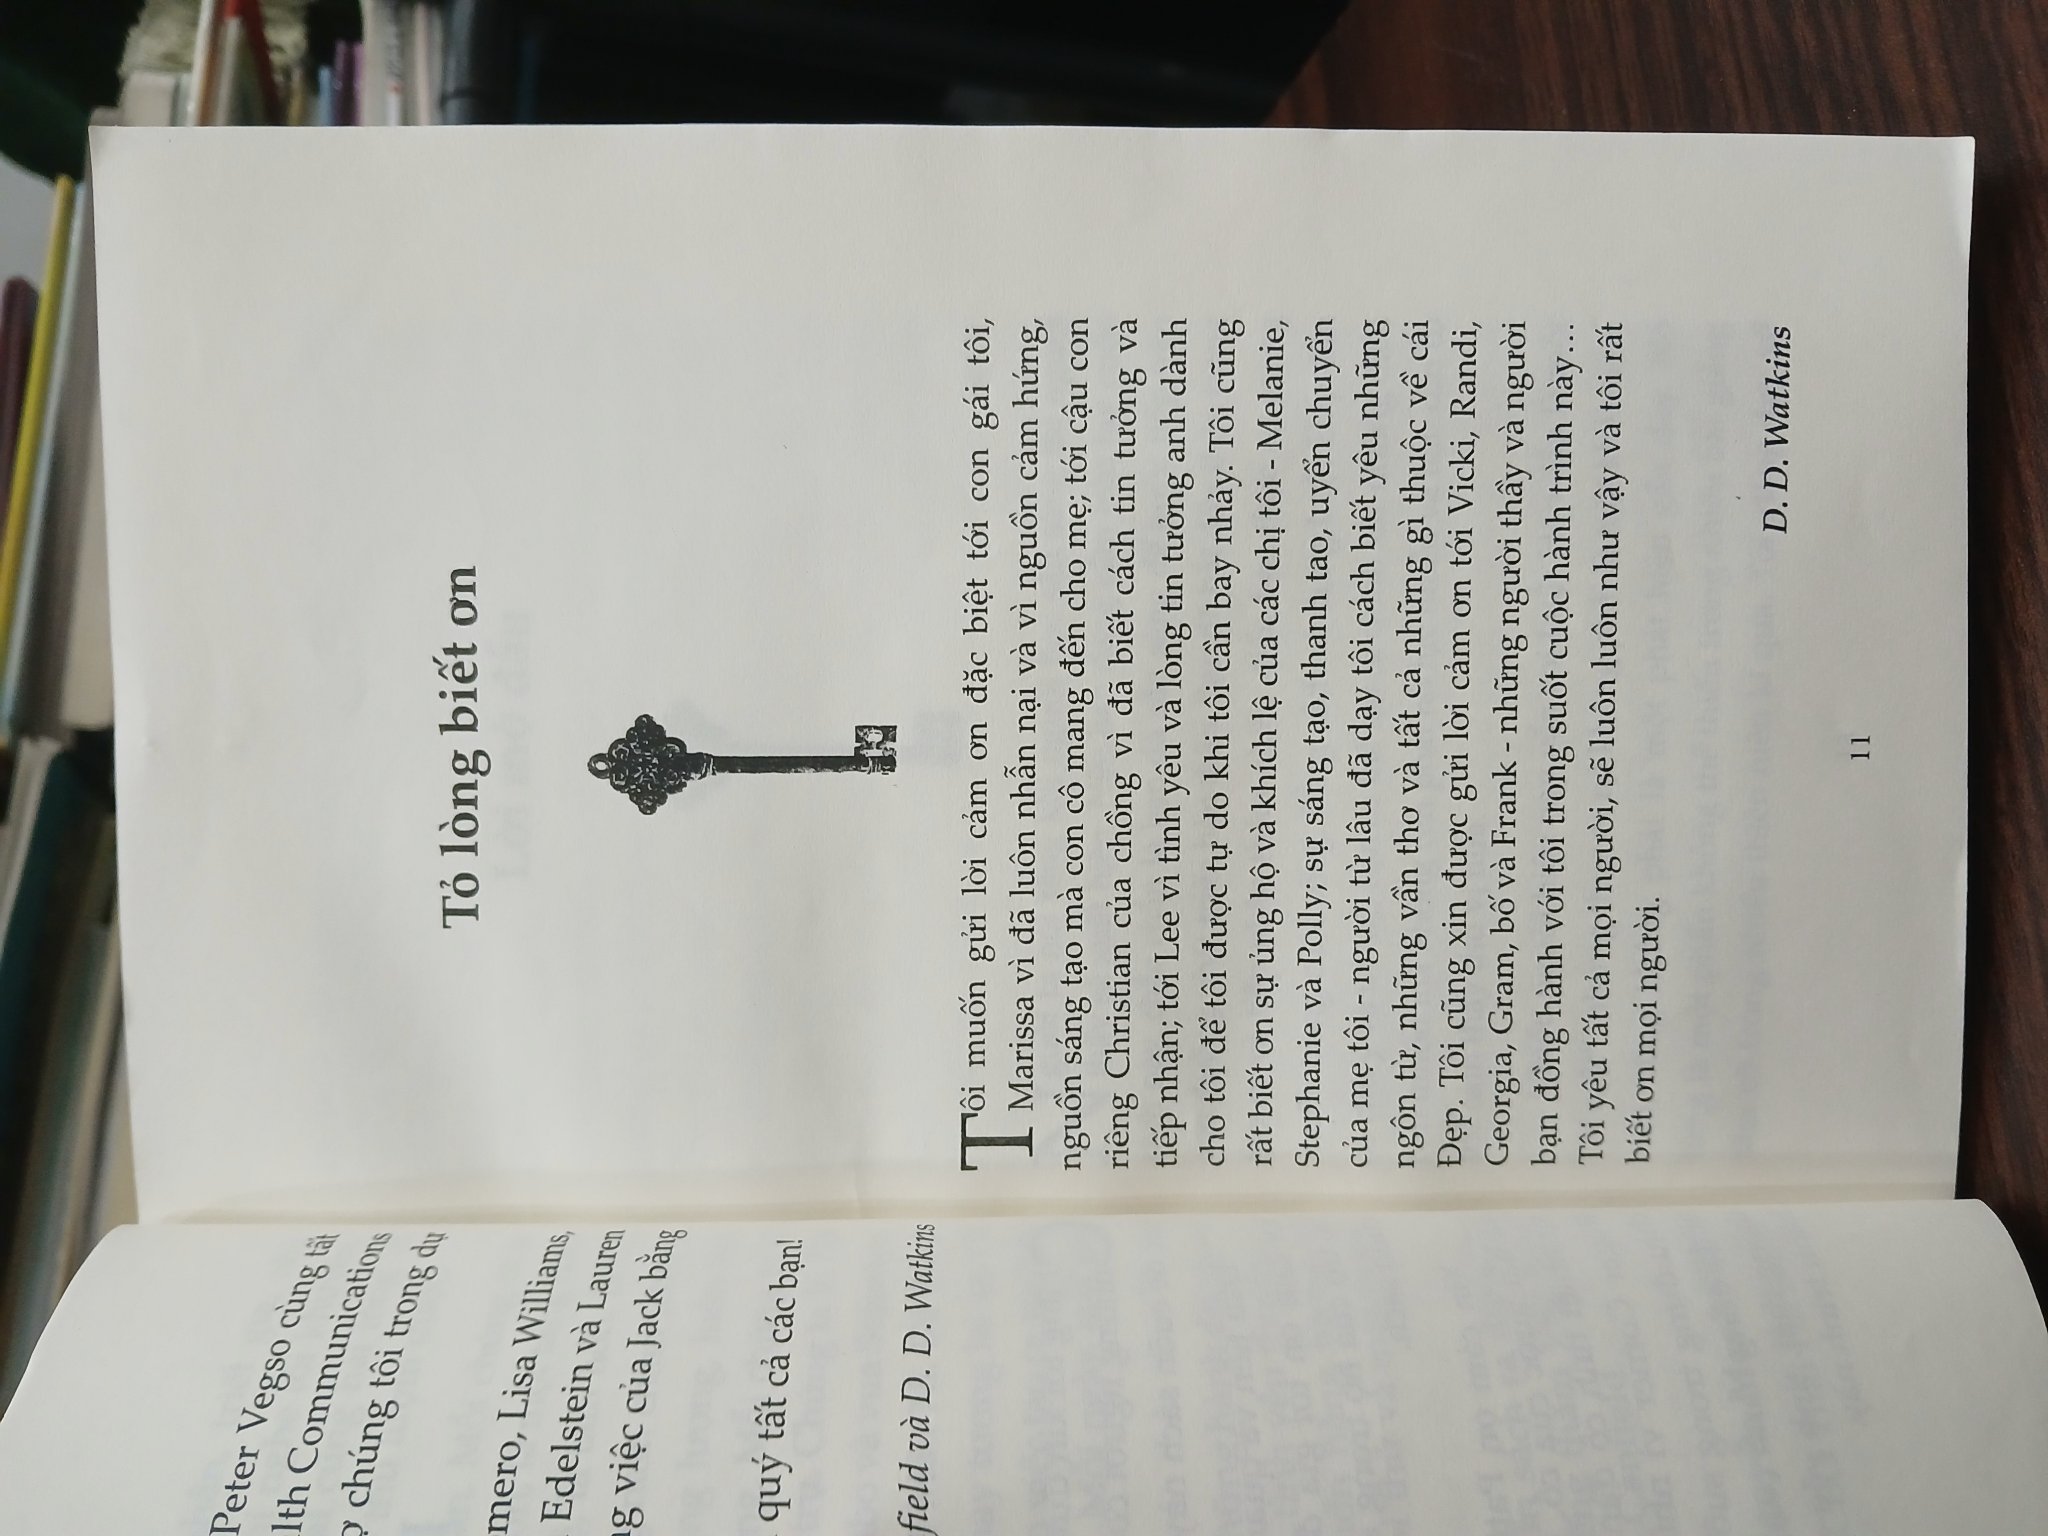 Peter Vegso cùng tất
lth Communications
chúng tôi trong dự
mero, Lisa Williams,
Edelstein và Lauren
ng việc của Jack bằng
quý tất cả các bạn!
field và D. D. Watkins
Tỏ lòng biết ơn
Tôi muốn gửi lời cảm ơn đặc biệt tới con gái tôi,
Marissa vì đã luôn nhẫn nại và vì nguồn cảm hứng,
nguồn sáng tạo mà con cô mang đến cho mẹ; tới cậu con
riêng Christian của chồng vì đã biết cách tin tưởng và
tiếp nhận; tới Lee vì tình yêu và lòng tin tưởng anh dành
cho tôi để tôi được tự do khi tôi cần bay nhảy. Tôi cũng
rất biết ơn sự ủng hộ và khích lệ của các chị tôi - Melanie,
Stephanie và Polly; sự sáng tạo, thanh tao, uyển chuyển
của mẹ tôi - người từ lâu đã dạy tôi cách biết yêu những
ngôn từ, những vần thơ và tất cả những gì thuộc về cái
Đẹp. Tôi cũng xin được gửi lời cảm ơn tới Vicki, Randi,
Georgia, Gram, bố và Frank - những người thầy và người
bạn đồng hành với tôi trong suốt cuộc hành trình này...
Tôi yêu tất cả mọi người, sẽ luôn luôn như vậy và tôi rất
biết ơn mọi người.
D. D. Watkins
11